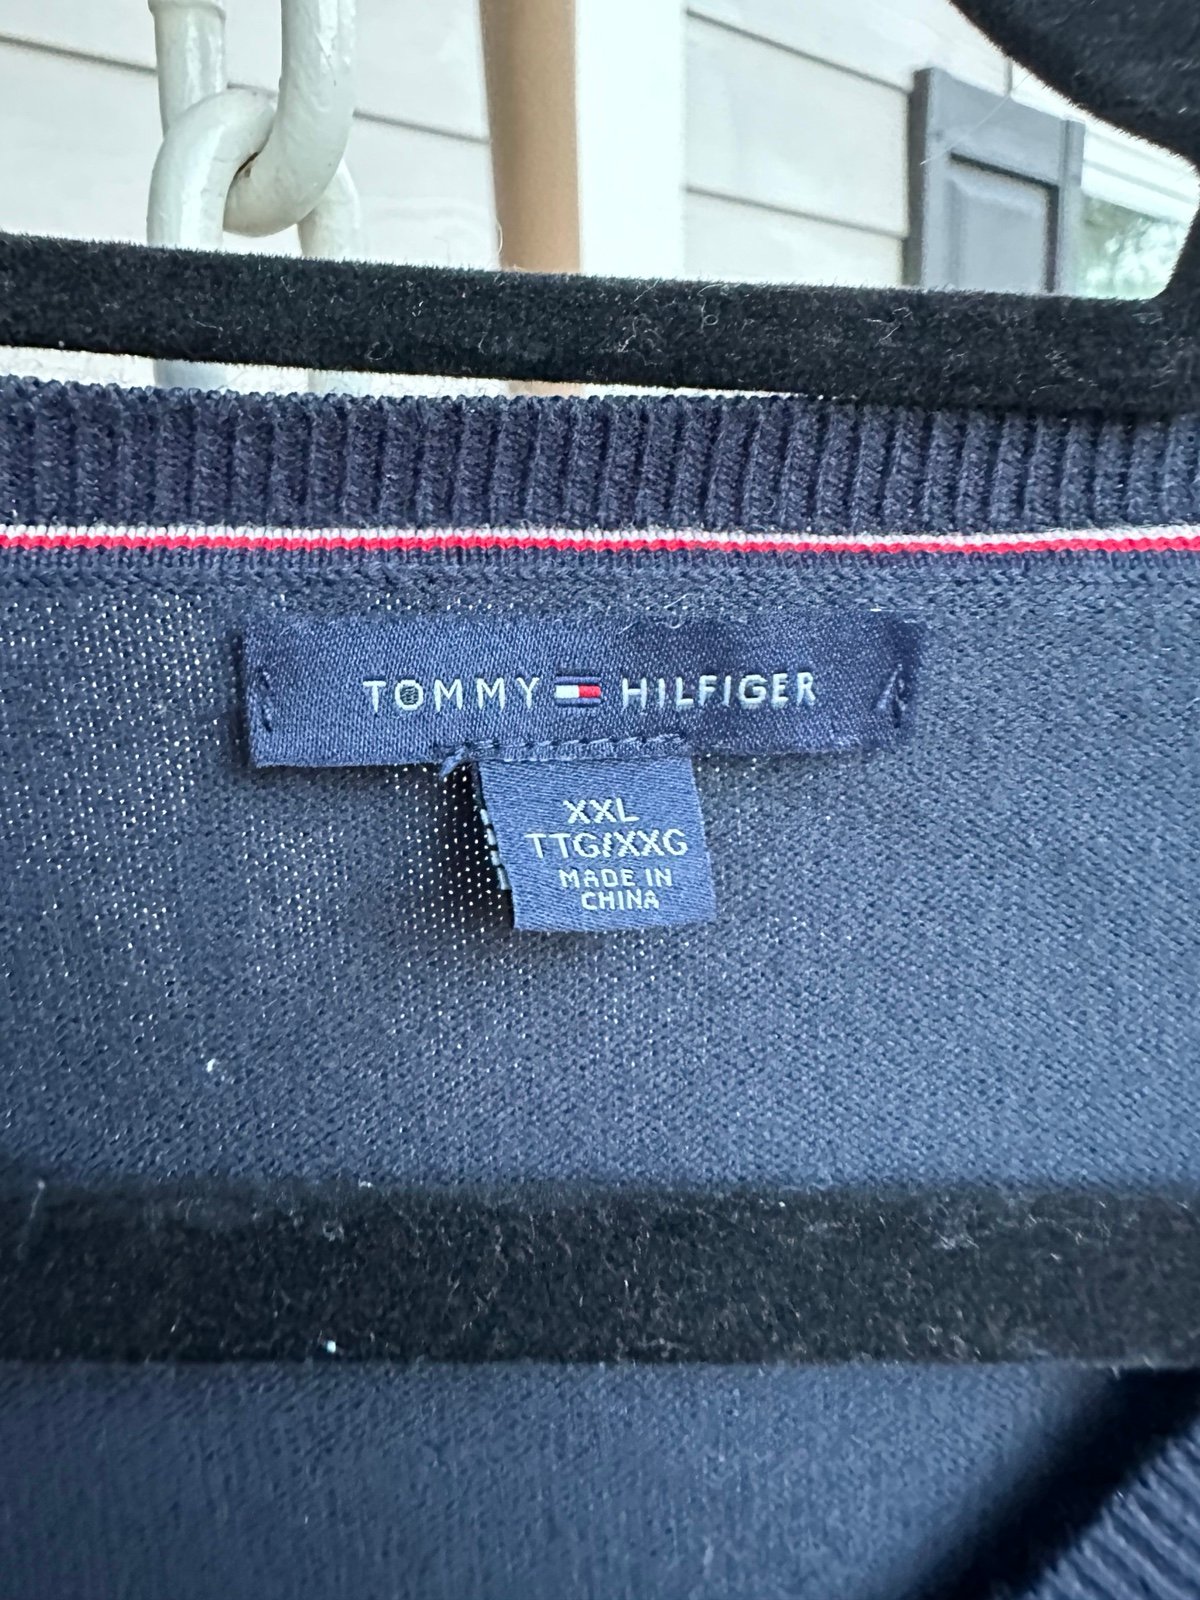 TOMMY HILFIGER
XXL
TTG/XXG
MADE IN
CHINA